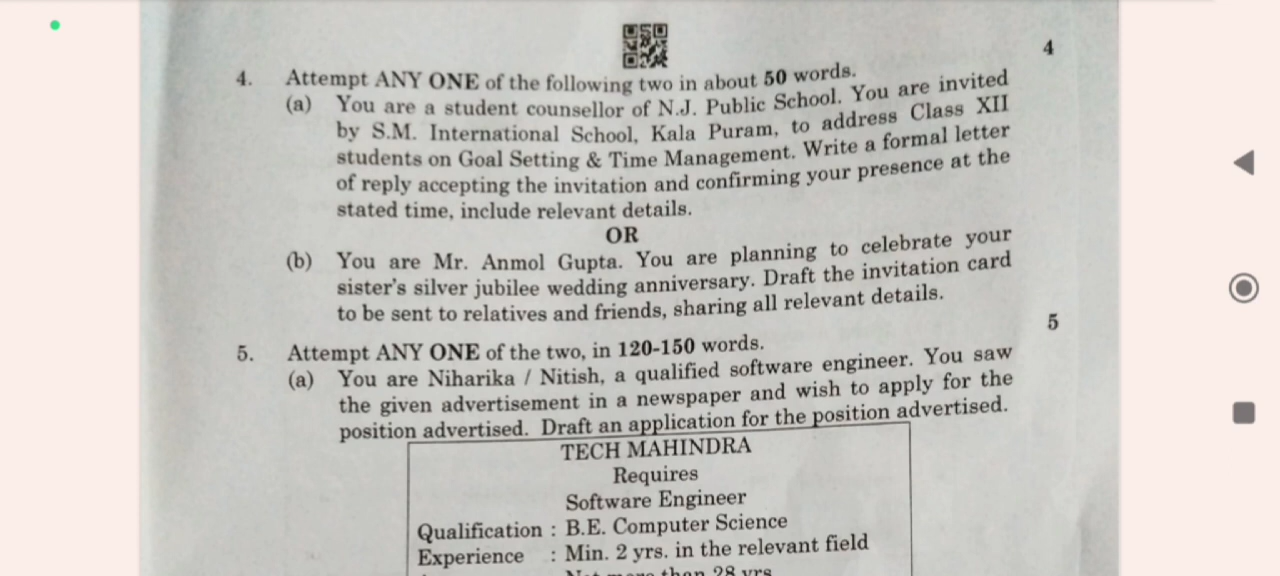 4
4. Attempt ANY ONE of the following two in about 50 words.
(a) You are a student counsellor of N.J. Public School. You are invited
by S.M. International School, Kala Puram, to address Class XII
students on Goal Setting & Time Management. Write a formal letter
of reply accepting the invitation and confirming your presence at the
stated time, include relevant details.
OR
(b) You are Mr. Anmol Gupta. You are planning to celebrate your
sister's silver jubilee wedding anniversary. Draft the invitation card
to be sent to relatives and friends, sharing all relevant details.
5
5. Attempt ANY ONE of the two, in 120-150 words.
(a) You are Niharika / Nitish, a qualified software engineer. You saw
the given advertisement in a newspaper and wish to apply for the
position advertised. Draft an application for the position advertised.
TECH MAHINDRA
Requires
Software Engineer
Qualification : B.E. Computer Science
Experience : Min. 2 yrs. in the relevant field
Not more than 28 yrs